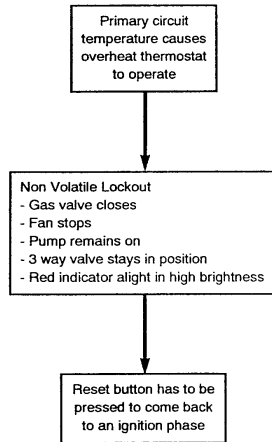 Primary circuit
temperature causes
overheat thermostat
to operate
Non Volatile Lockout
- Gas valve closes
- Fan stops
- Pump remains on
- 3 way valve stays in position
- Red indicator alight in high brightness
Reset button has to be
pressed to come back
to an ignition phase